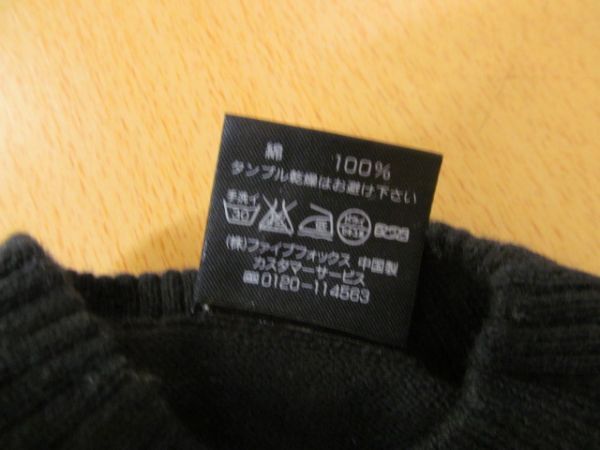 綿 100%
タンブル乾燥はお避け下さい
手洗イ
30
(株)ファイブフォックス 中国製
カスタマーサービス
0120-114563